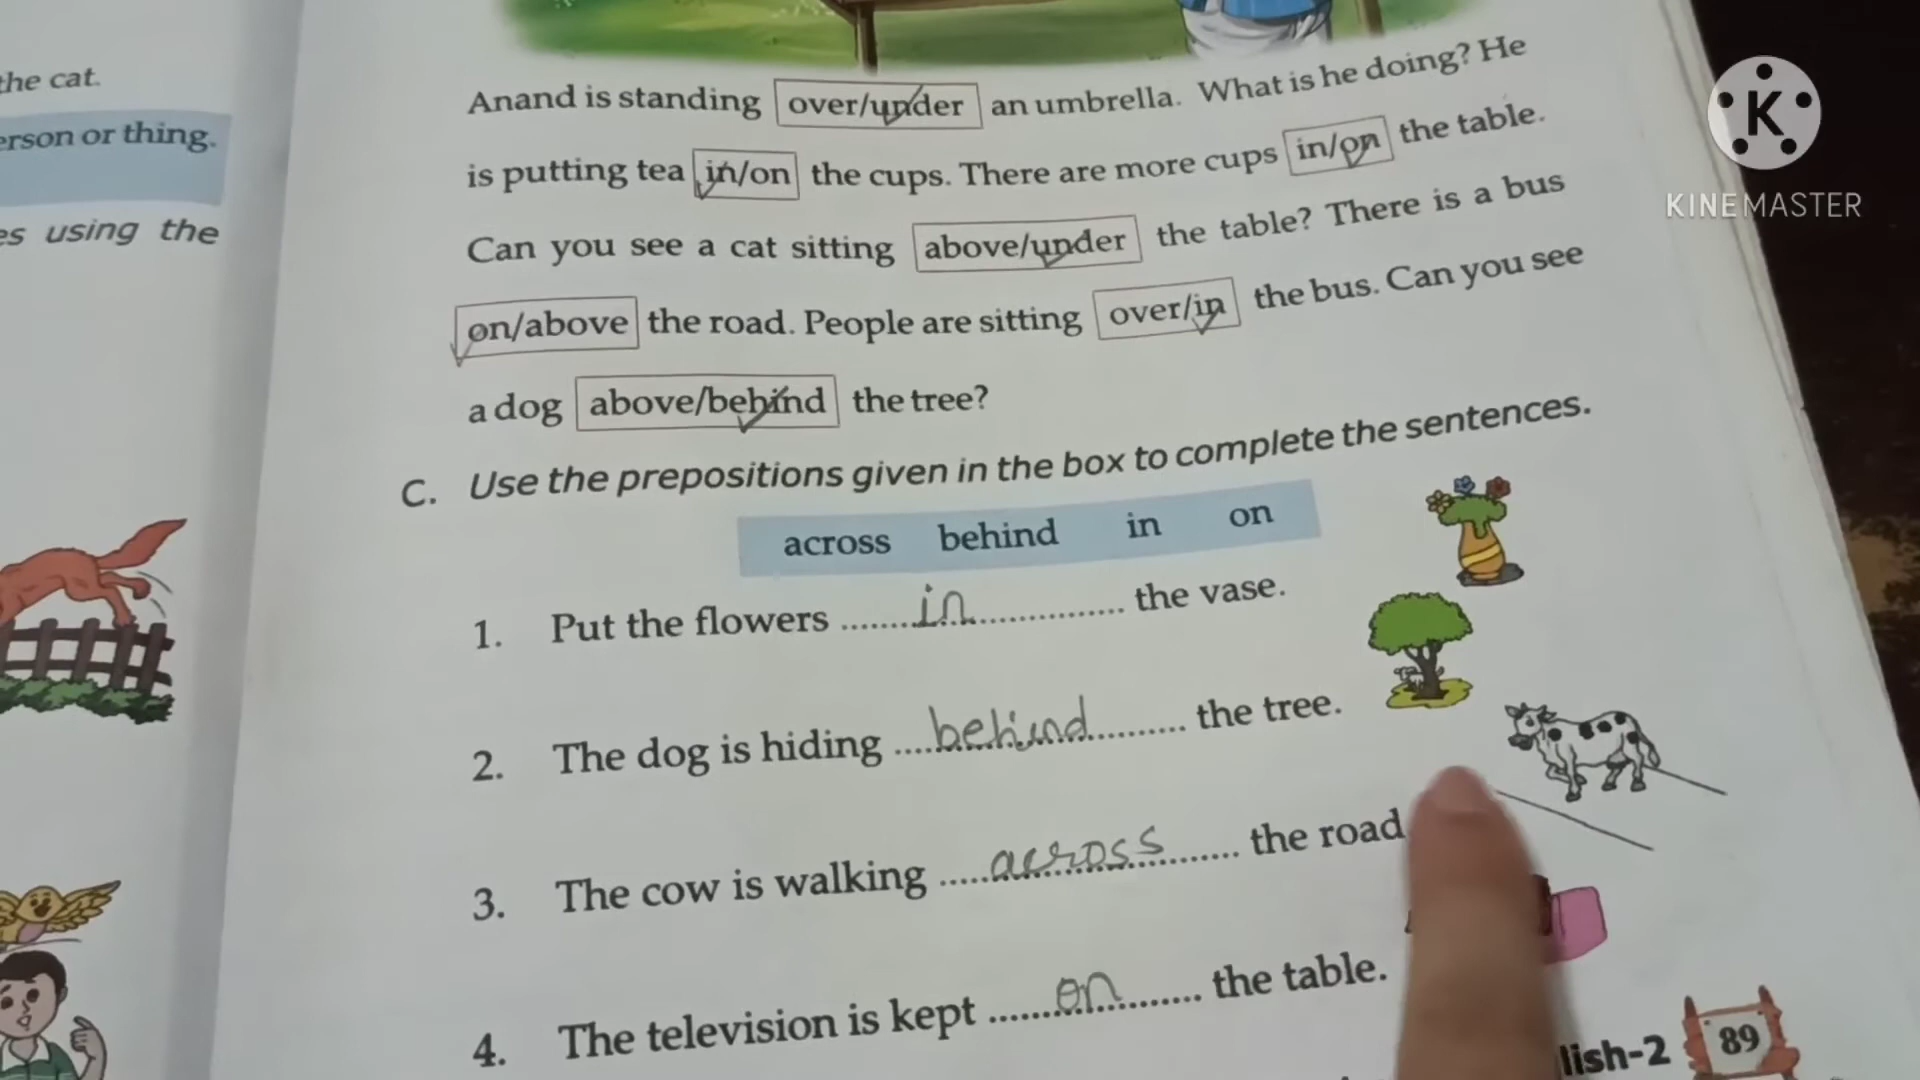 the cat.
erson or thing.
es using the
Anand is standing over/under an umbrella. What is he doing? He
is putting tea in/on the cups. There are more cups in/on the table.
Can you see a cat sitting above/under the table? There is a bus
on/above the road. People are sitting over/in the bus. Can you see
a dog above/behind the tree?
C. Use the prepositions given in the box to complete the sentences.
across behind in on
1. Put the flowers ........in............... the vase.
2. The dog is hiding ....behind......... the tree.
3. The cow is walking ....across......... the road
4. The television is kept ......on........ the table.
lish-2 89
K
KINEMASTER